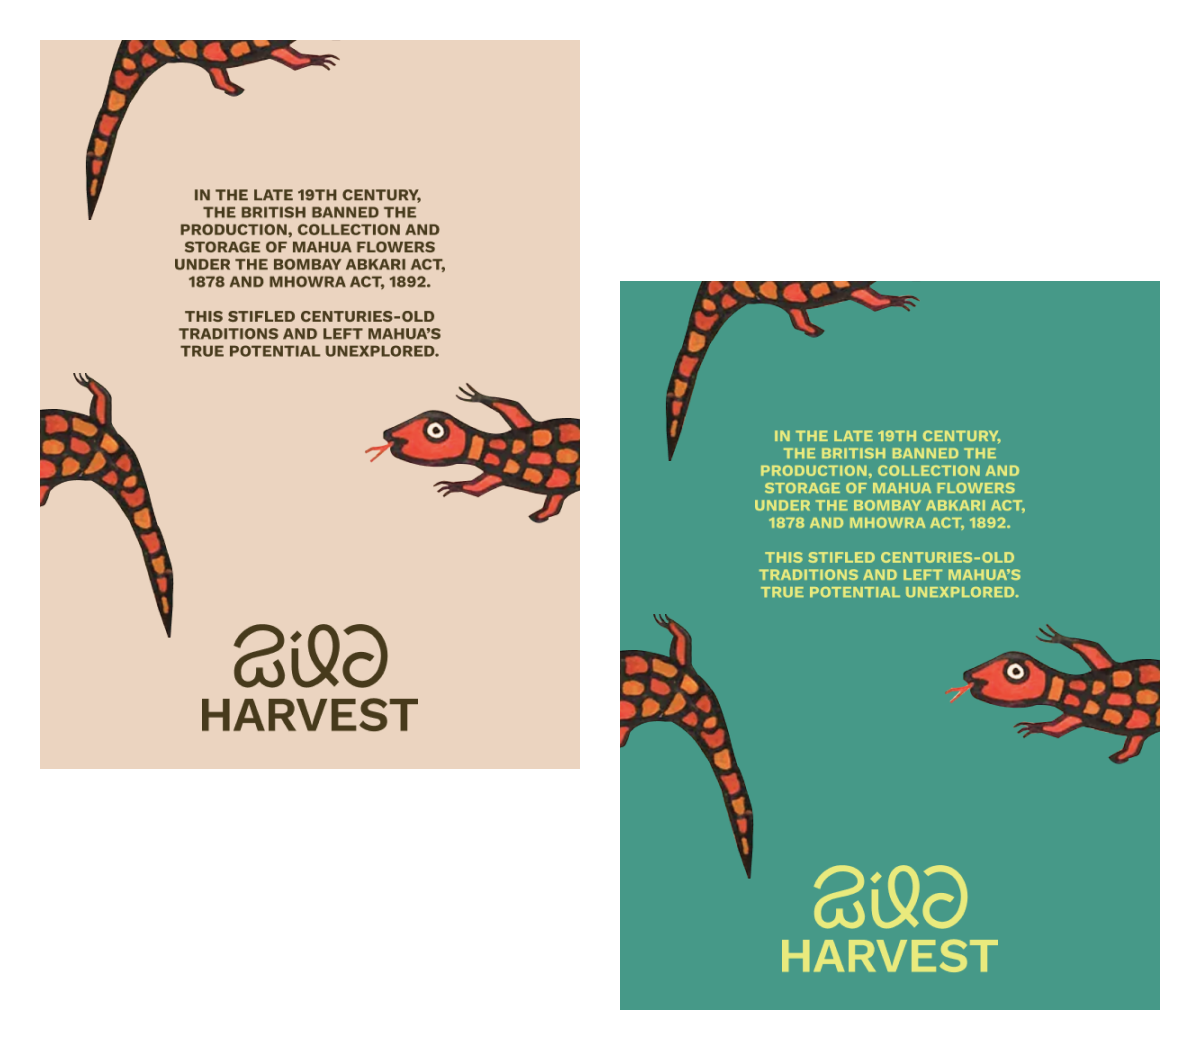 IN THE LATE 19TH CENTURY,
THE BRITISH BANNED THE
PRODUCTION, COLLECTION AND
STORAGE OF MAHUA FLOWERS
UNDER THE BOMBAY ABKARI ACT,
1878 AND MHOWRA ACT, 1892.
THIS STIFLED CENTURIES-OLD
TRADITIONS AND LEFT MAHUA'S
TRUE POTENTIAL UNEXPLORED.
Wild
HARVEST
IN THE LATE 19TH CENTURY,
THE BRITISH BANNED THE
PRODUCTION, COLLECTION AND
STORAGE OF MAHUA FLOWERS
UNDER THE BOMBAY ABKARI ACT,
1878 AND MHOWRA ACT, 1892.
THIS STIFLED CENTURIES-OLD
TRADITIONS AND LEFT MAHUA'S
TRUE POTENTIAL UNEXPLORED.
Wild
HARVEST